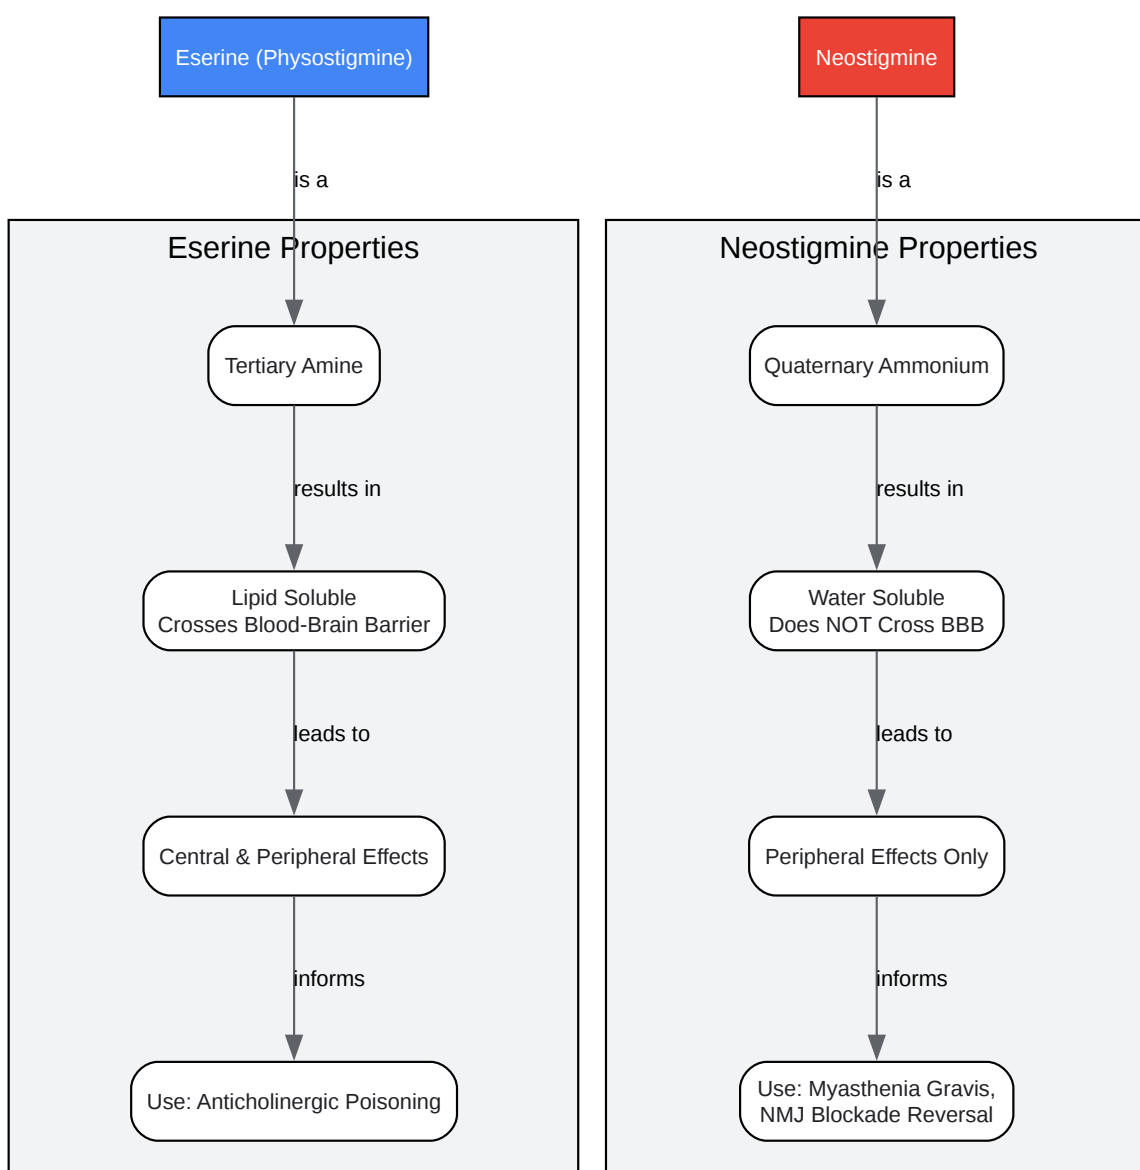 Eserine (Physostigmine)
is a
Eserine Properties
Tertiary Amine
results in
Lipid Soluble
Crosses Blood-Brain Barrier
leads to
Central & Peripheral Effects
informs
Use: Anticholinergic Poisoning
Neostigmine
is a
Neostigmine Properties
Quaternary Ammonium
results in
Water Soluble
Does NOT Cross BBB
leads to
Peripheral Effects Only
informs
Use: Myasthenia Gravis,
NMJ Blockade Reversal